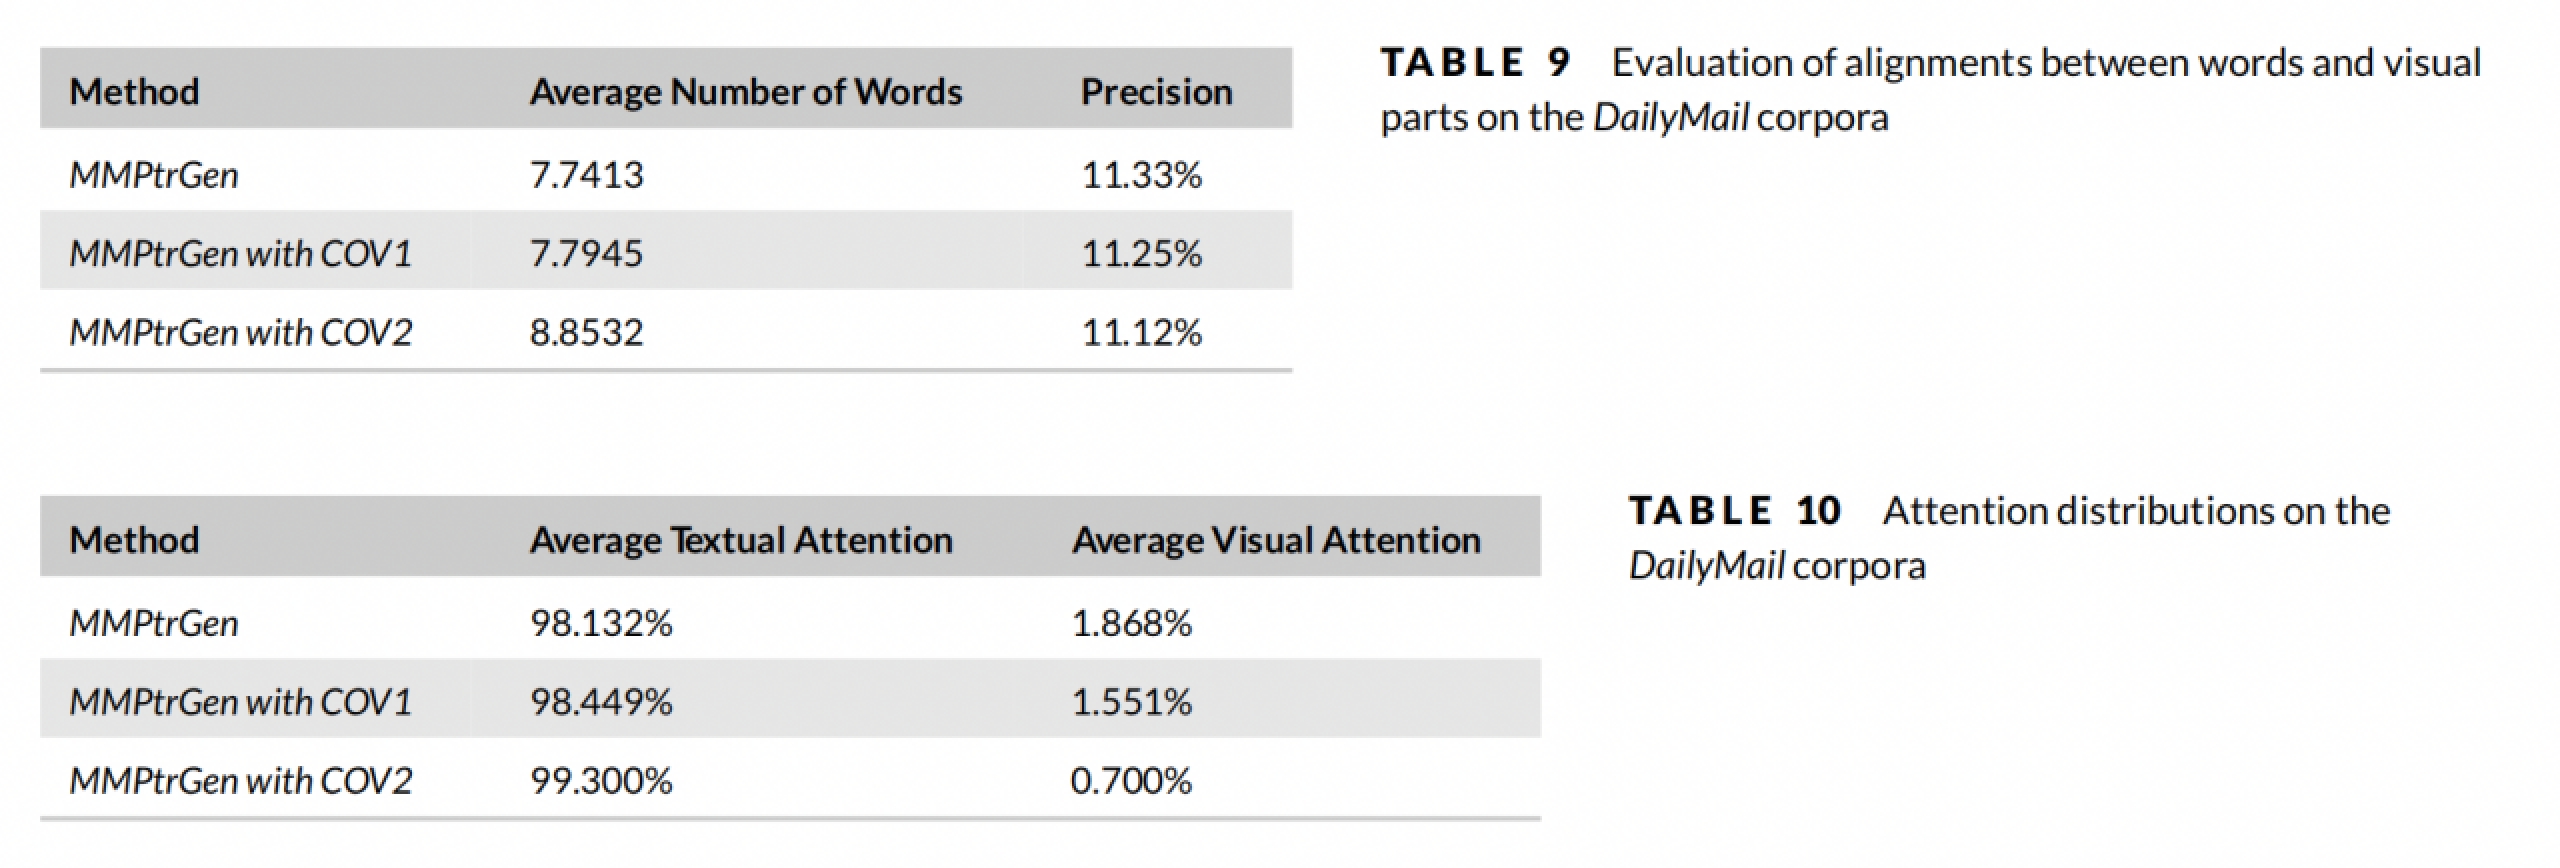 Method Average Number of Words Precision
MMPtrGen 7.7413 11.33%
MMPtrGen with COV1 7.7945 11.25%
MMPtrGen with COV2 8.8532 11.12%
TABLE 9 Evaluation of alignments between words and visual
parts on the DailyMail corpora
Method Average Textual Attention Average Visual Attention
MMPtrGen 98.132% 1.868%
MMPtrGen with COV1 98.449% 1.551%
MMPtrGen with COV2 99.300% 0.700%
TABLE 10 Attention distributions on the
DailyMail corpora